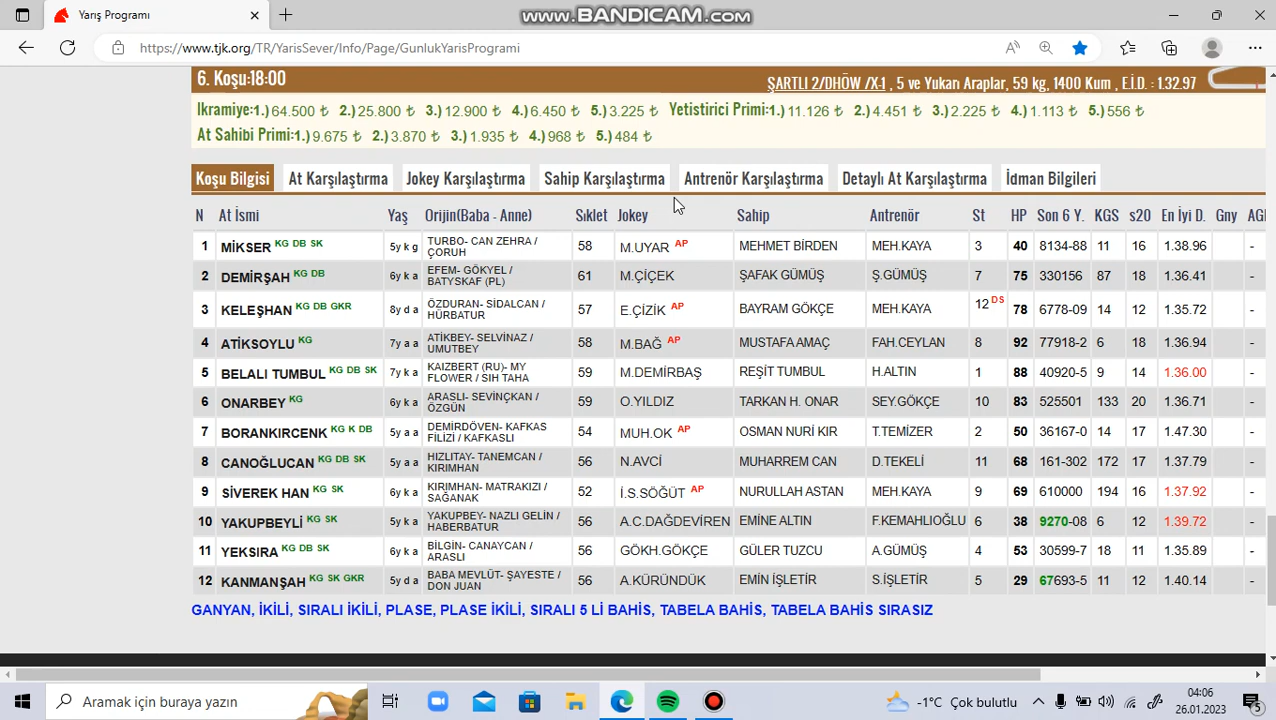 Yarış Programı
www.BANDICAM.com
https://www.tjk.org/TR/YarisSever/Info/Page/GunlukYarisProgrami
6. Koşu:18:00
ŞARTLI 2/DHÖW /X-1 , 5 ve Yukarı Araplar, 59 kg, 1400 Kum , E.İ.D. : 1.32.97
Ikramiye:1.) 64.500 ₺ 2.) 25.800 ₺ 3.) 12.900 ₺ 4.) 6.450 ₺ 5.) 3.225 ₺ Yetistirici Primi:1.) 11.126 ₺ 2.) 4.451 ₺ 3.) 2.225 ₺ 4.) 1.113 ₺ 5.) 556 ₺
At Sahibi Primi:1.) 9.675 ₺ 2.) 3.870 ₺ 3.) 1.935 ₺ 4.) 968 ₺ 5.) 484 ₺
Koşu Bilgisi At Karşılaştırma Jokey Karşılaştırma Sahip Karşılaştırma Antrenör Karşılaştırma Detaylı At Karşılaştırma İdman Bilgileri
N At İsmi Yaş Orijin(Baba - Anne) Sıklet Jokey Sahip Antrenör St HP Son 6 Y. KGS s20 En İyi D. Gny AGI
1 MİKSER KG DB SK 5y k g TURBO- CAN ZEHRA / ÇORUH 58 M.UYAR AP MEHMET BİRDEN MEH.KAYA 3 40 8134-88 11 16 1.38.96 -
2 DEMİRŞAH KG DB 6y k a EFEM- GÖKYEL / BATYSKAF (PL) 61 M.ÇİÇEK ŞAFAK GÜMÜŞ Ş.GÜMÜŞ 7 75 330156 87 18 1.36.41 -
3 KELEŞHAN KG DB GKR 8y d a ÖZDURAN- SİDALCAN / HÜRBATUR 57 E.ÇİZİK AP BAYRAM GÖKÇE MEH.KAYA 12 DS 78 6778-09 14 12 1.35.72 -
4 ATİKSOYLU KG 7y a a ATİKBEY- SELVİNAZ / UMUTBEY 58 M.BAĞ AP MUSTAFA AMAÇ FAH.CEYLAN 8 92 77918-2 6 18 1.36.94 -
5 BELALI TUMBUL KG DB SK 7y k a KAIZBERT (RU)- MY FLOWER / SIH TAHA 59 M.DEMİRBAŞ REŞİT TUMBUL H.ALTIN 1 88 40920-5 9 14 1.36.00 -
6 ONARBEY KG 6y k a ARASLI- SEVİNÇKAN / ÖZGÜN 59 O.YILDIZ TARKAN H. ONAR SEY.GÖKÇE 10 83 525501 133 20 1.36.71 -
7 BORANKIRCENK KG K DB 5y a a DEMİRDÖVEN- KAFKAS FİLİZİ / KAFKASLI 54 MUH.OK AP OSMAN NURİ KIR T.TEMİZER 2 50 36167-0 14 17 1.47.30 -
8 CANOĞLUCAN KG DB SK 5y a a HIZLITAY- TANEMCAN / KIRIMHAN 56 N.AVCİ MUHARREM CAN D.TEKELİ 11 68 161-302 172 17 1.37.79 -
9 SİVEREK HAN KG SK 6y k a KIRIMHAN- MATRAKIZI / SAĞANAK 52 İ.S.SÖĞÜT AP NURULLAH ASTAN MEH.KAYA 9 69 610000 194 16 1.37.92 -
10 YAKUPBEYLİ KG SK 5y k a YAKUPBEY- NAZLI GELİN / HABERBATUR 56 A.C.DAĞDEVİREN EMİNE ALTIN F.KEMAHLIOĞLU 6 38 9270-08 6 12 1.39.72 -
11 YEKSIRA KG DB SK 6y k a BİLGİN- CANAYCAN / ARASLI 56 GÖKH.GÖKÇE GÜLER TUZCU A.GÜMÜŞ 4 53 30599-7 18 11 1.35.89 -
12 KANMANŞAH KG SK GKR 5y d a BABA MEVLÜT- ŞAYESTE / DON JUAN 56 A.KÜRÜNDÜK EMİN İŞLETİR S.İŞLETİR 5 29 67693-5 11 12 1.40.14 -
GANYAN, İKİLİ, SIRALI İKİLİ, PLASE, PLASE İKİLİ, SIRALI 5 Lİ BAHİS, TABELA BAHİS, TABELA BAHİS SIRASIZ
Aramak için buraya yazın
-1°C Çok bulutlu
04:06
26.01.2023
5